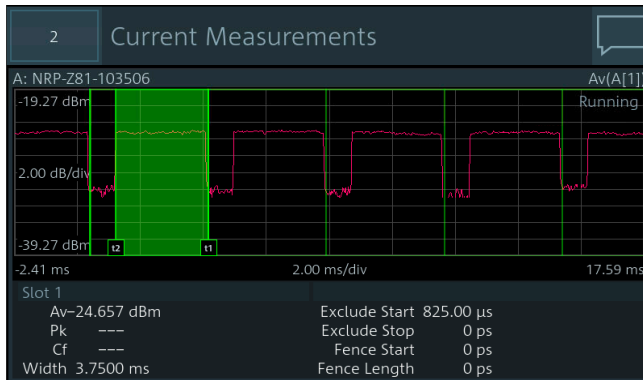 2 Current Measurements
A: NRP-Z81-103506 Av(A[1])
-19.27 dBm Running
2.00 dB/div
-39.27 dBm t2 t1
-2.41 ms 2.00 ms/div 17.59 ms
Slot 1
Av-24.657 dBm Exclude Start 825.00 µs
Pk --- Exclude Stop 0 ps
Cf --- Fence Start 0 ps
Width 3.7500 ms Fence Length 0 ps